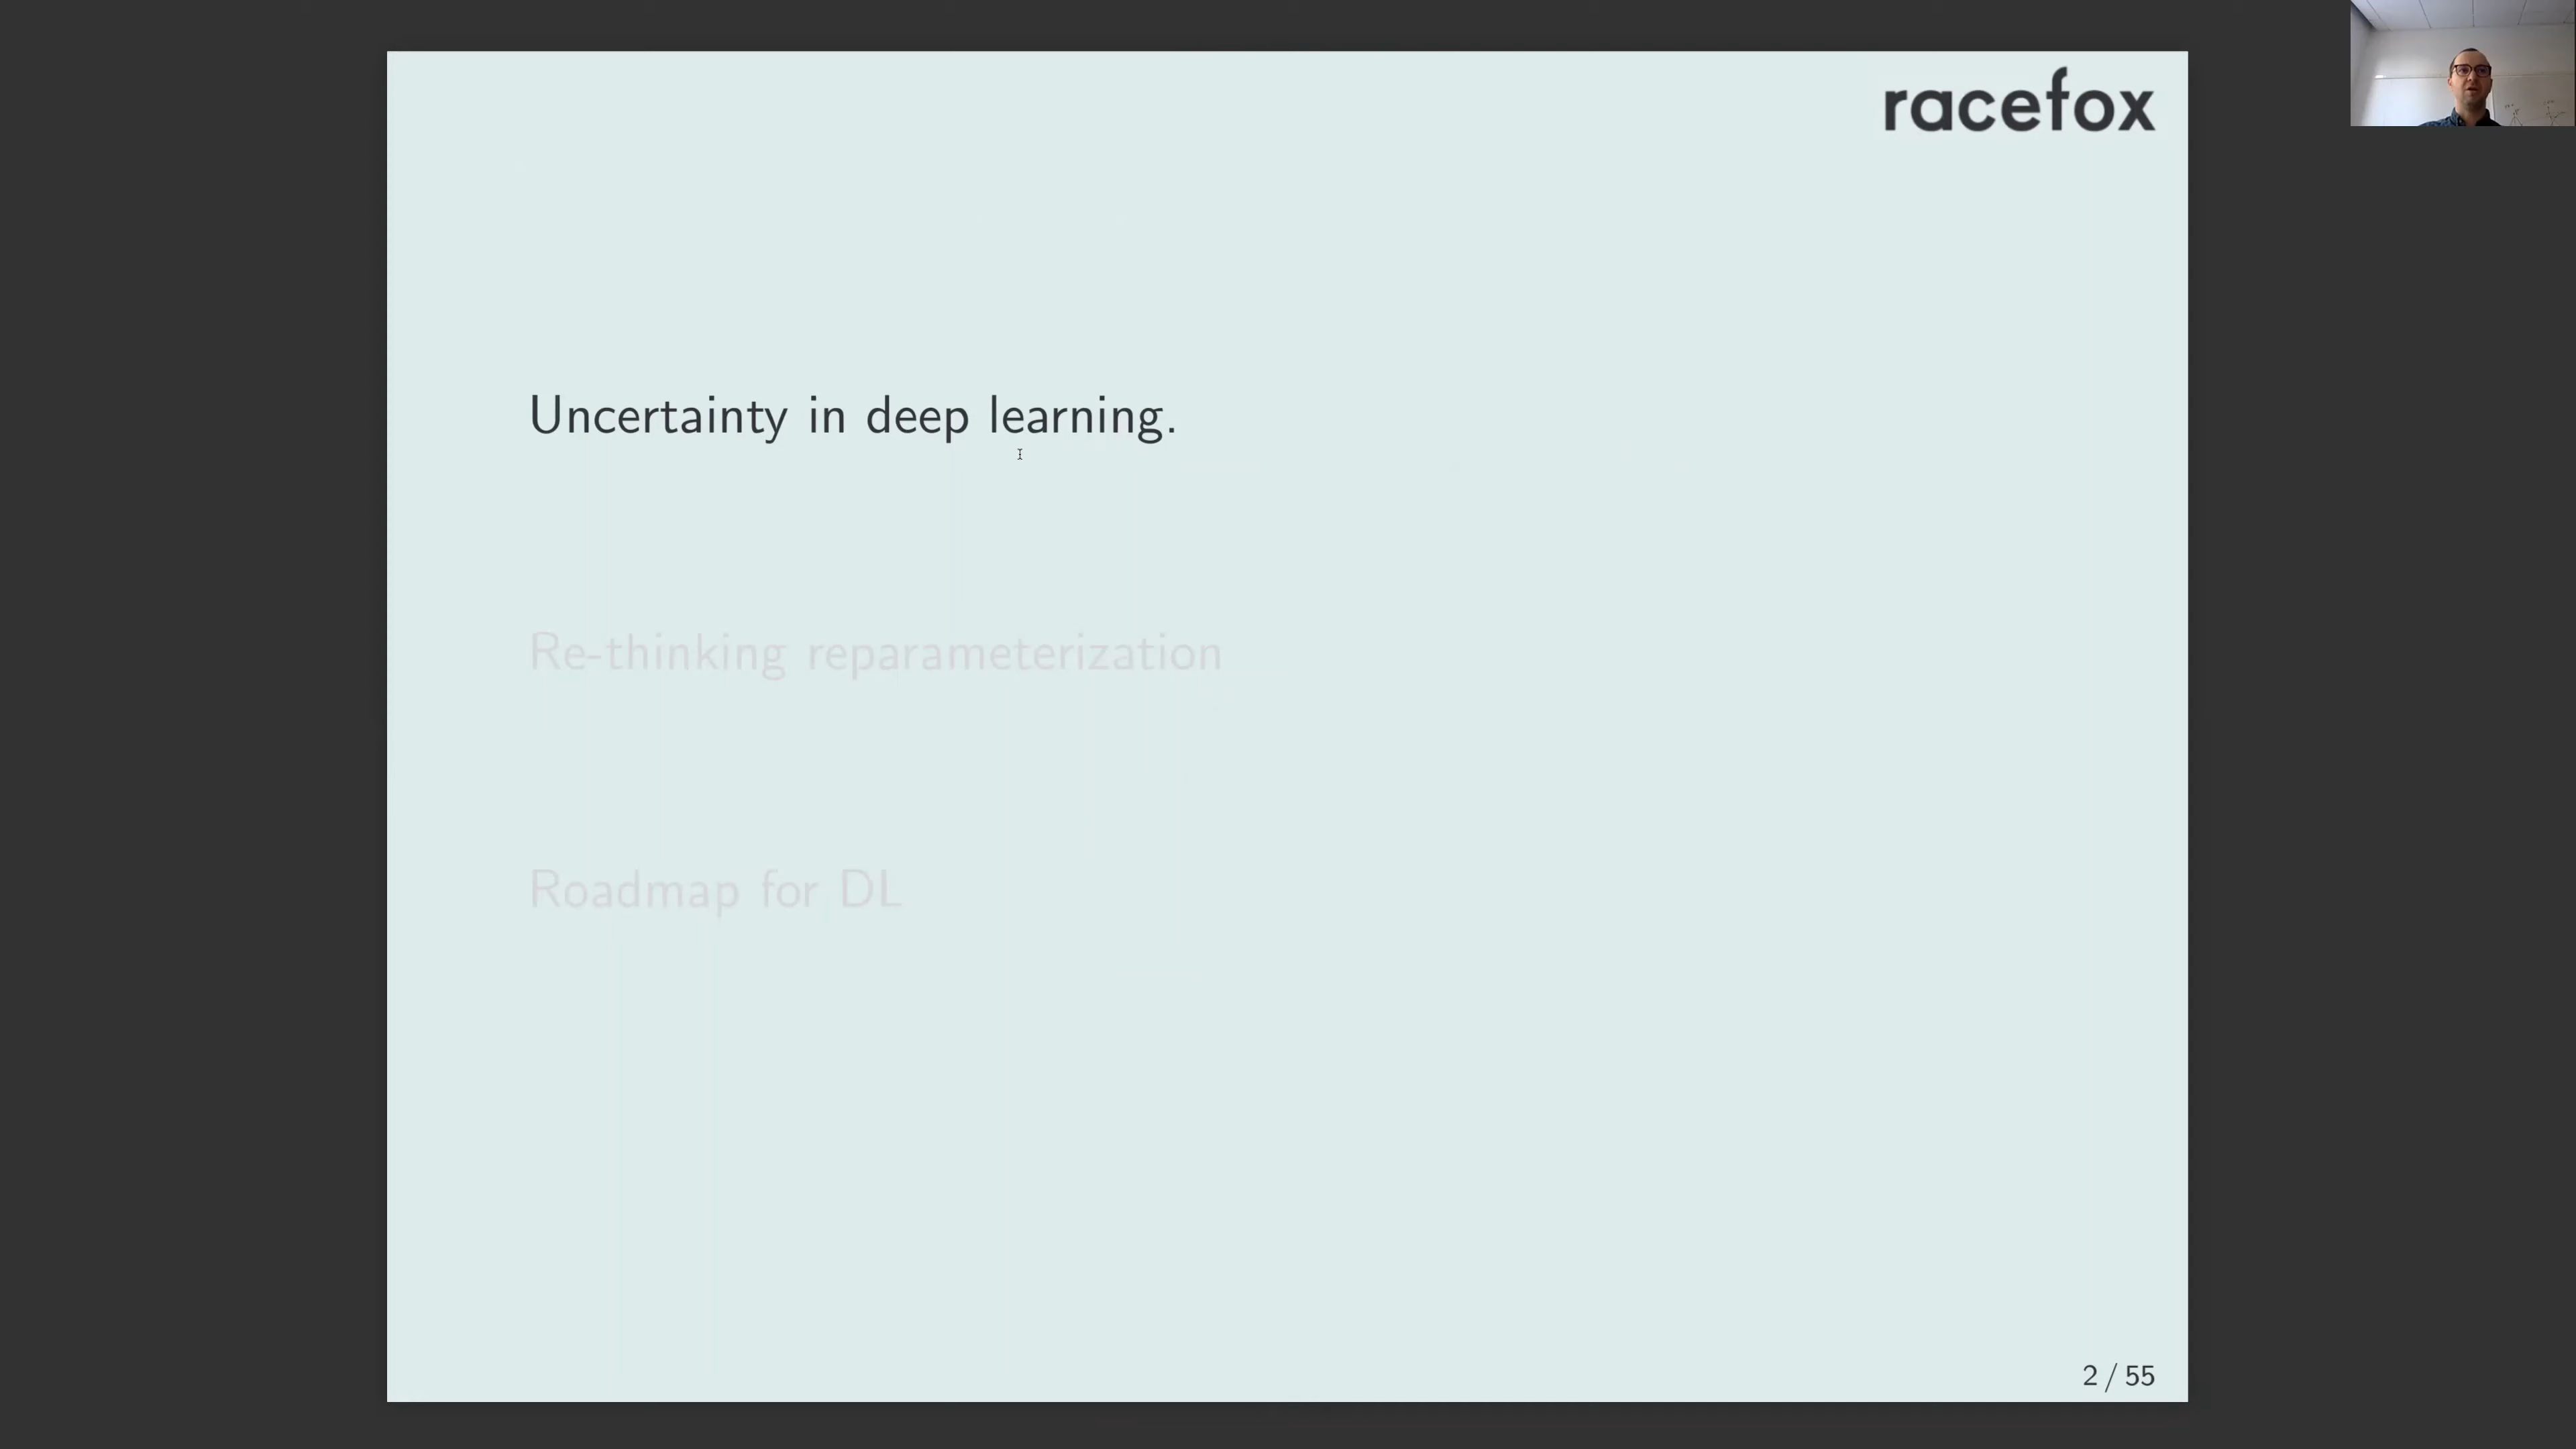 racefox
Uncertainty in deep learning.
Re-thinking reparameterization
Roadmap for DL
2 / 55